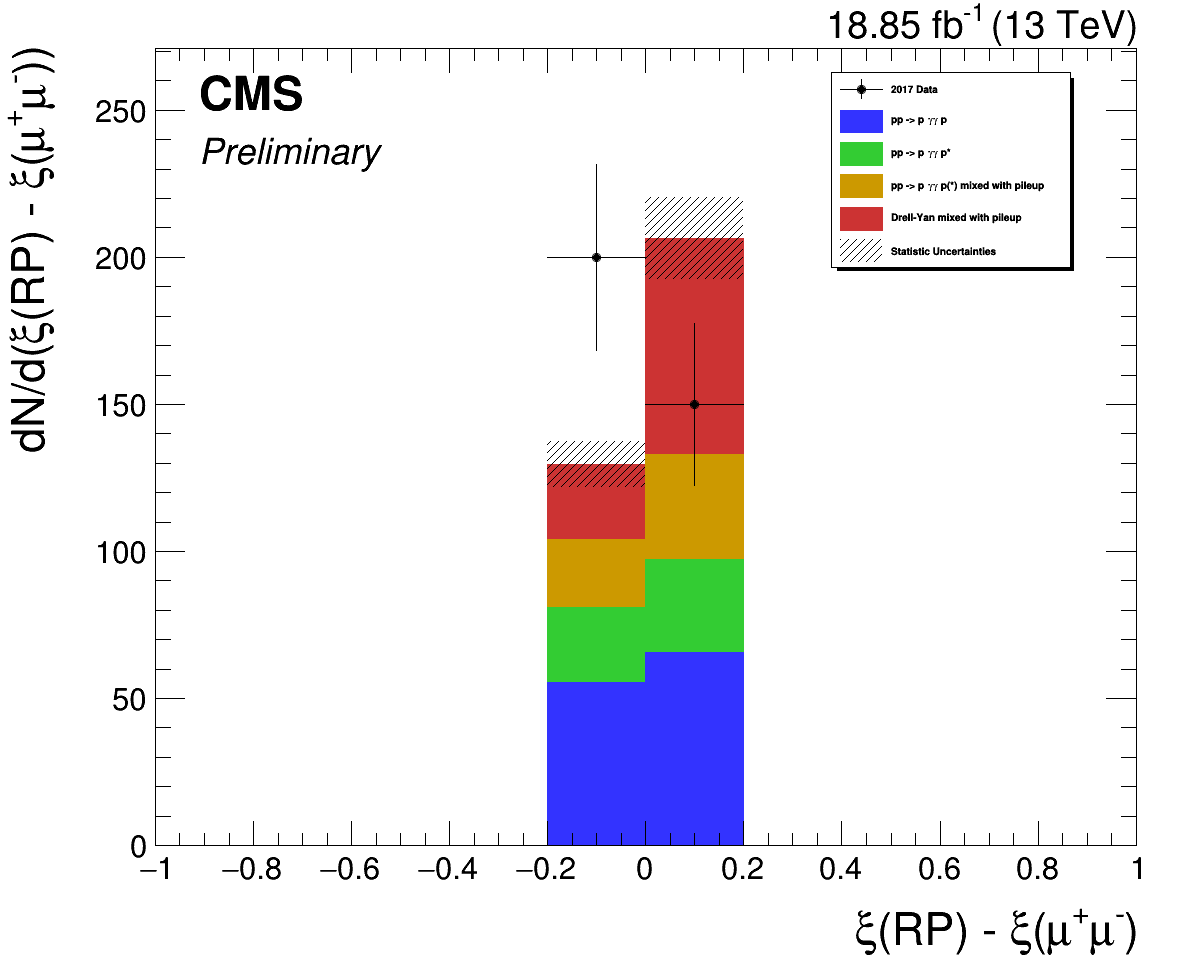 18.85 fb⁻¹ (13 TeV)
CMS
Preliminary
2017 Data
pp -> p γγ p
pp -> p γγ p*
pp -> p γγ p(*) mixed with pileup
Drell-Yan mixed with pileup
Statistic Uncertainties
dN/d(ξ(RP) - ξ(μ⁺μ⁻))
250
200
150
100
50
0
−1 −0.8 −0.6 −0.4 −0.2 0 0.2 0.4 0.6 0.8 1
ξ(RP) - ξ(μ⁺μ⁻)